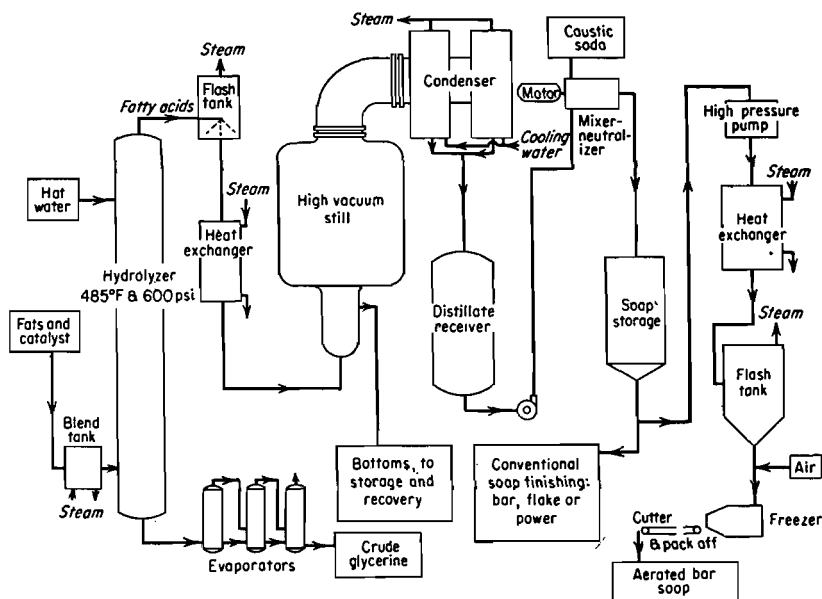 Steam
Flash
tank
Fatty acids
Hat
water
Steam
Heat
exchanger
Hydrolyzer
485°F & 600 psi
Fats and
catalyst
Blend
tank
Steam
Evaporators
Crude
glycerine
High vacuum
still
Bottoms, to
storage and
recovery
Steam
Condenser
Cooling
water
Distillate
receiver
Caustic
soda
Motor
Mixer-
neutral-
izer
Soap
storage
Conventional
soap finishing:
bar, flake or
power
High pressure
pump
Steam
Heat
exchanger
Steam
Flash
tank
Air
Freezer
Cutter
& pack off
Aerated bar
soop